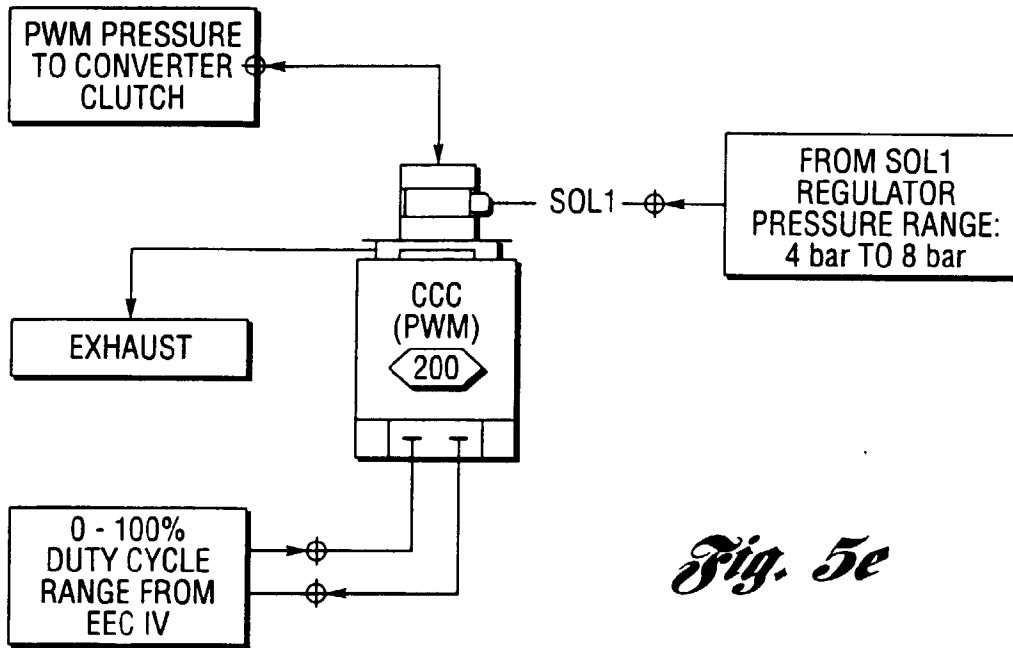 PWM PRESSURE
TO CONVERTER
CLUTCH
SOL1
FROM SOL1
REGULATOR
PRESSURE RANGE:
4 bar TO 8 bar
EXHAUST
CCC
(PWM)
200
0 - 100%
DUTY CYCLE
RANGE FROM
EEC IV
Fig. 5e